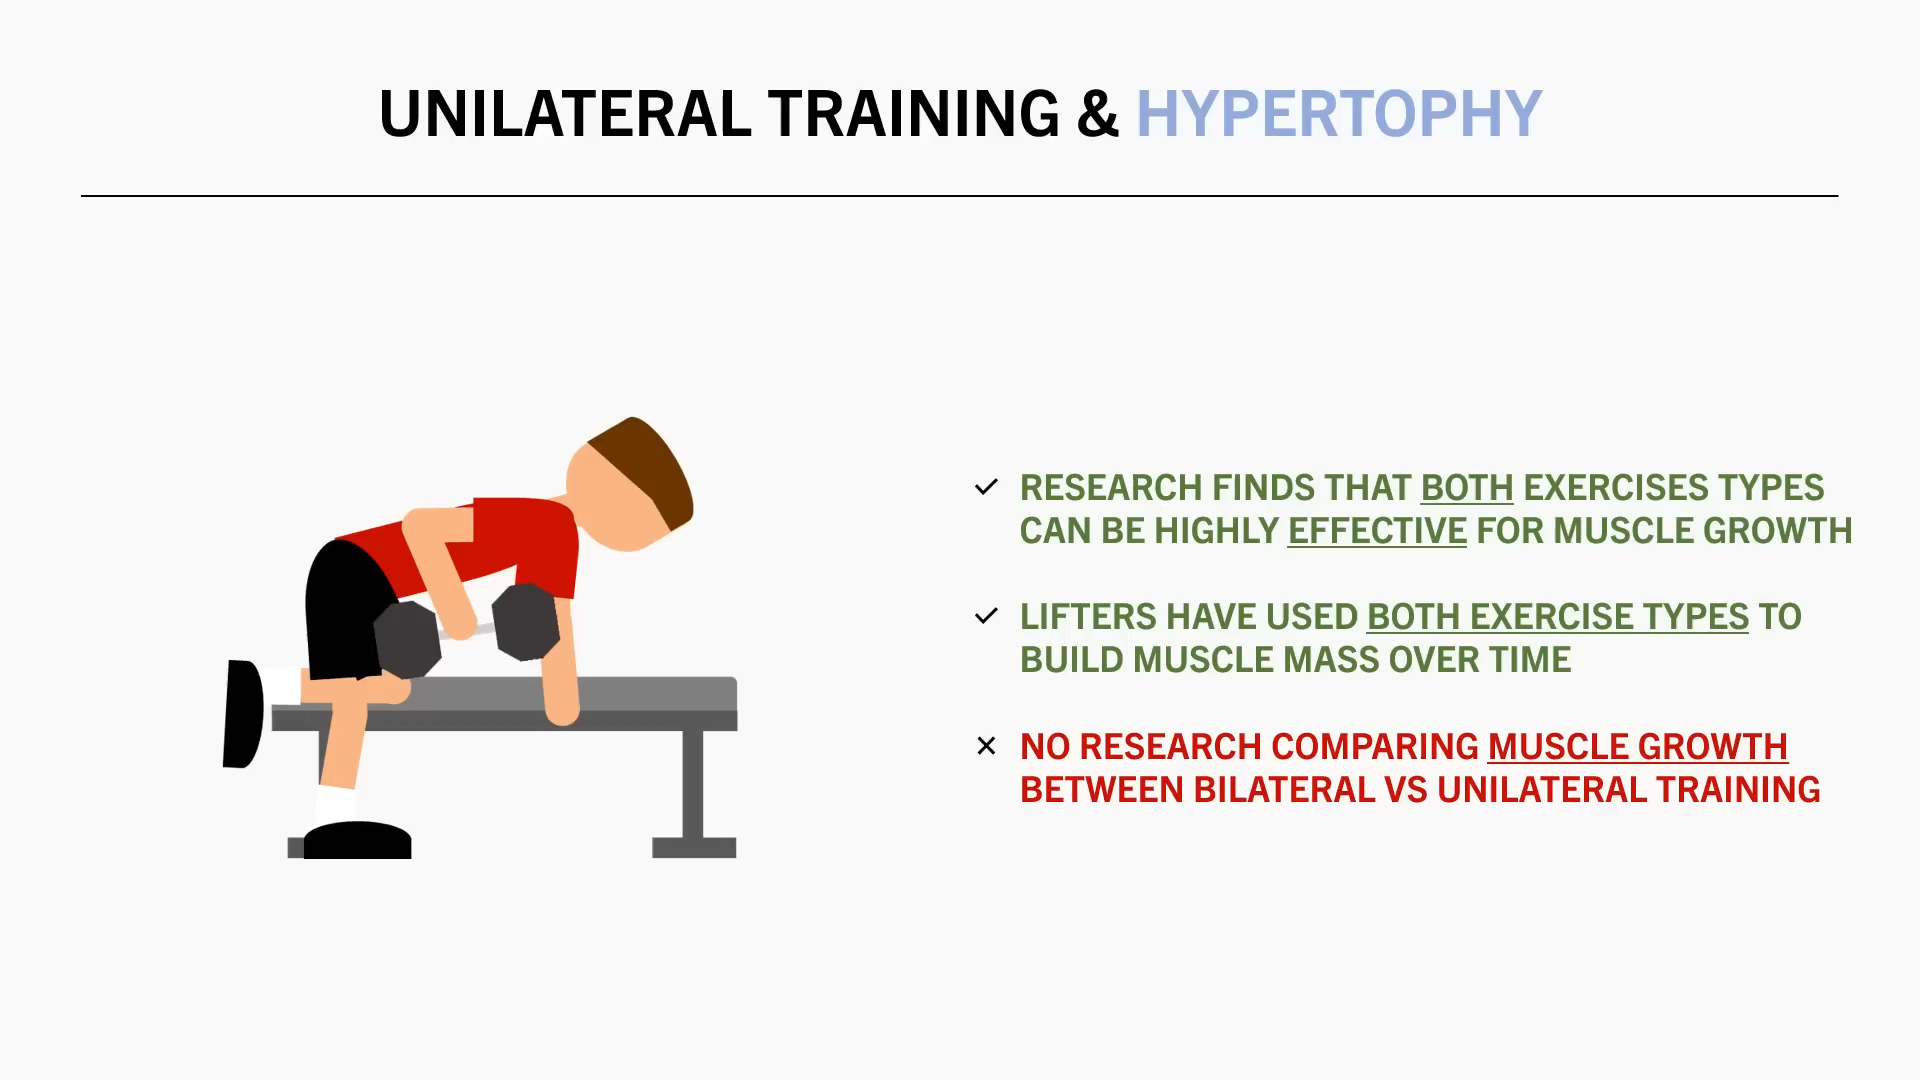 UNILATERAL TRAINING & HYPERTOPHY
RESEARCH FINDS THAT BOTH EXERCISES TYPES
CAN BE HIGHLY EFFECTIVE FOR MUSCLE GROWTH
LIFTERS HAVE USED BOTH EXERCISE TYPES TO
BUILD MUSCLE MASS OVER TIME
NO RESEARCH COMPARING MUSCLE GROWTH
BETWEEN BILATERAL VS UNILATERAL TRAINING